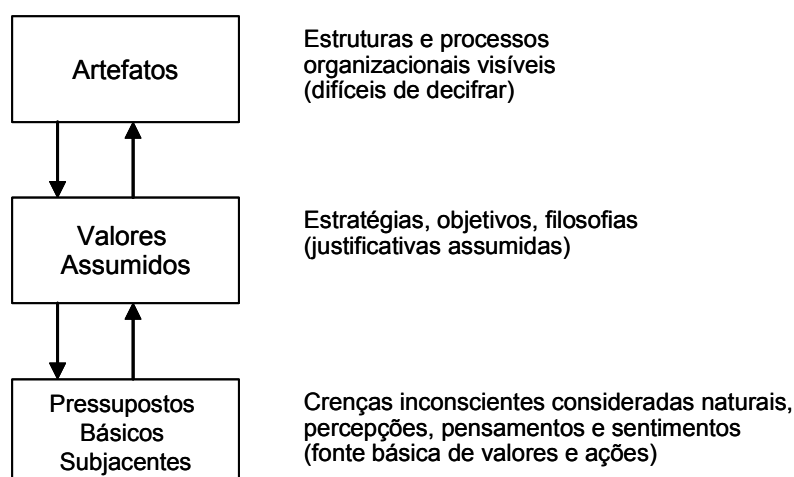 Artefatos
Estruturas e processos
organizacionais visíveis
(difíceis de decifrar)
Valores
Assumidos
Estratégias, objetivos, filosofias
(justificativas assumidas)
Pressupostos
Básicos
Subjacentes
Crenças inconscientes consideradas naturais,
percepções, pensamentos e sentimentos
(fonte básica de valores e ações)